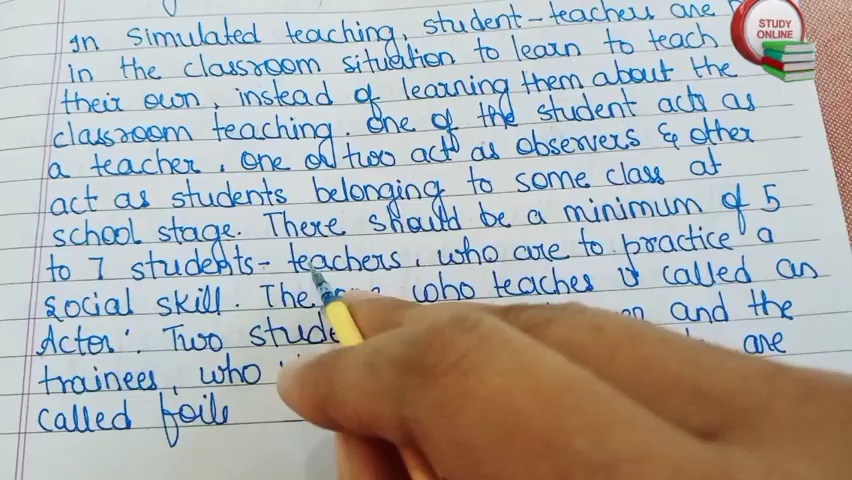 In simulated teaching, student-teachers are
in the classroom situation to learn to teach
their own, instead of learning them about the
classroom teaching. One of the student acts as
a teacher, one or two act as observers & other
act as students belonging to some class at
school stage. There should be a minimum of 5
to 7 students-teachers, who are to practice a
social skill. The who teaches is called an
Actor'. Two and the
trainees, who are
called foil
STUDY
ONLINE